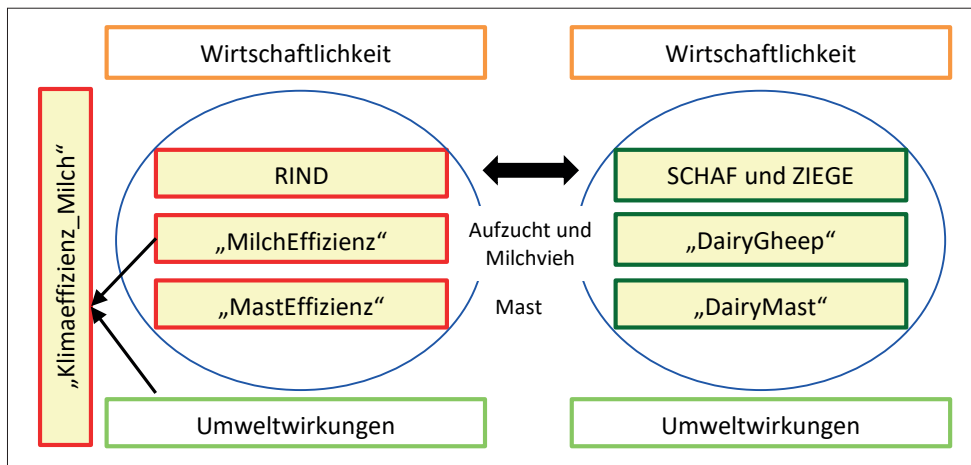 Wirtschaftlichkeit
Wirtschaftlichkeit
„Klimaeffizienz_Milch“
RIND
SCHAF und ZIEGE
„MilchEffizienz“
Aufzucht und
Milchvieh
„DairyGheep“
„MastEffizienz“
Mast
„DairyMast“
Umweltwirkungen
Umweltwirkungen